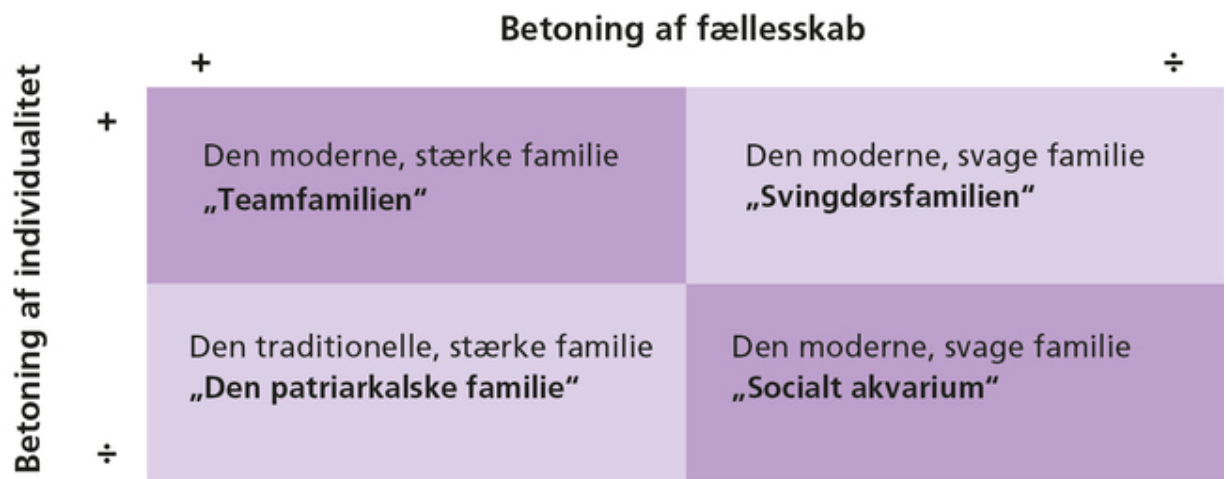 Betoning af fællesskab
+ ÷
Betoning af individualitet
+
Den moderne, stærke familie
„Teamfamilien“
Den moderne, svage familie
„Svingdørsfamilien“
Den traditionelle, stærke familie
„Den patriarkalske familie“
Den moderne, svage familie
„Socialt akvarium“
÷